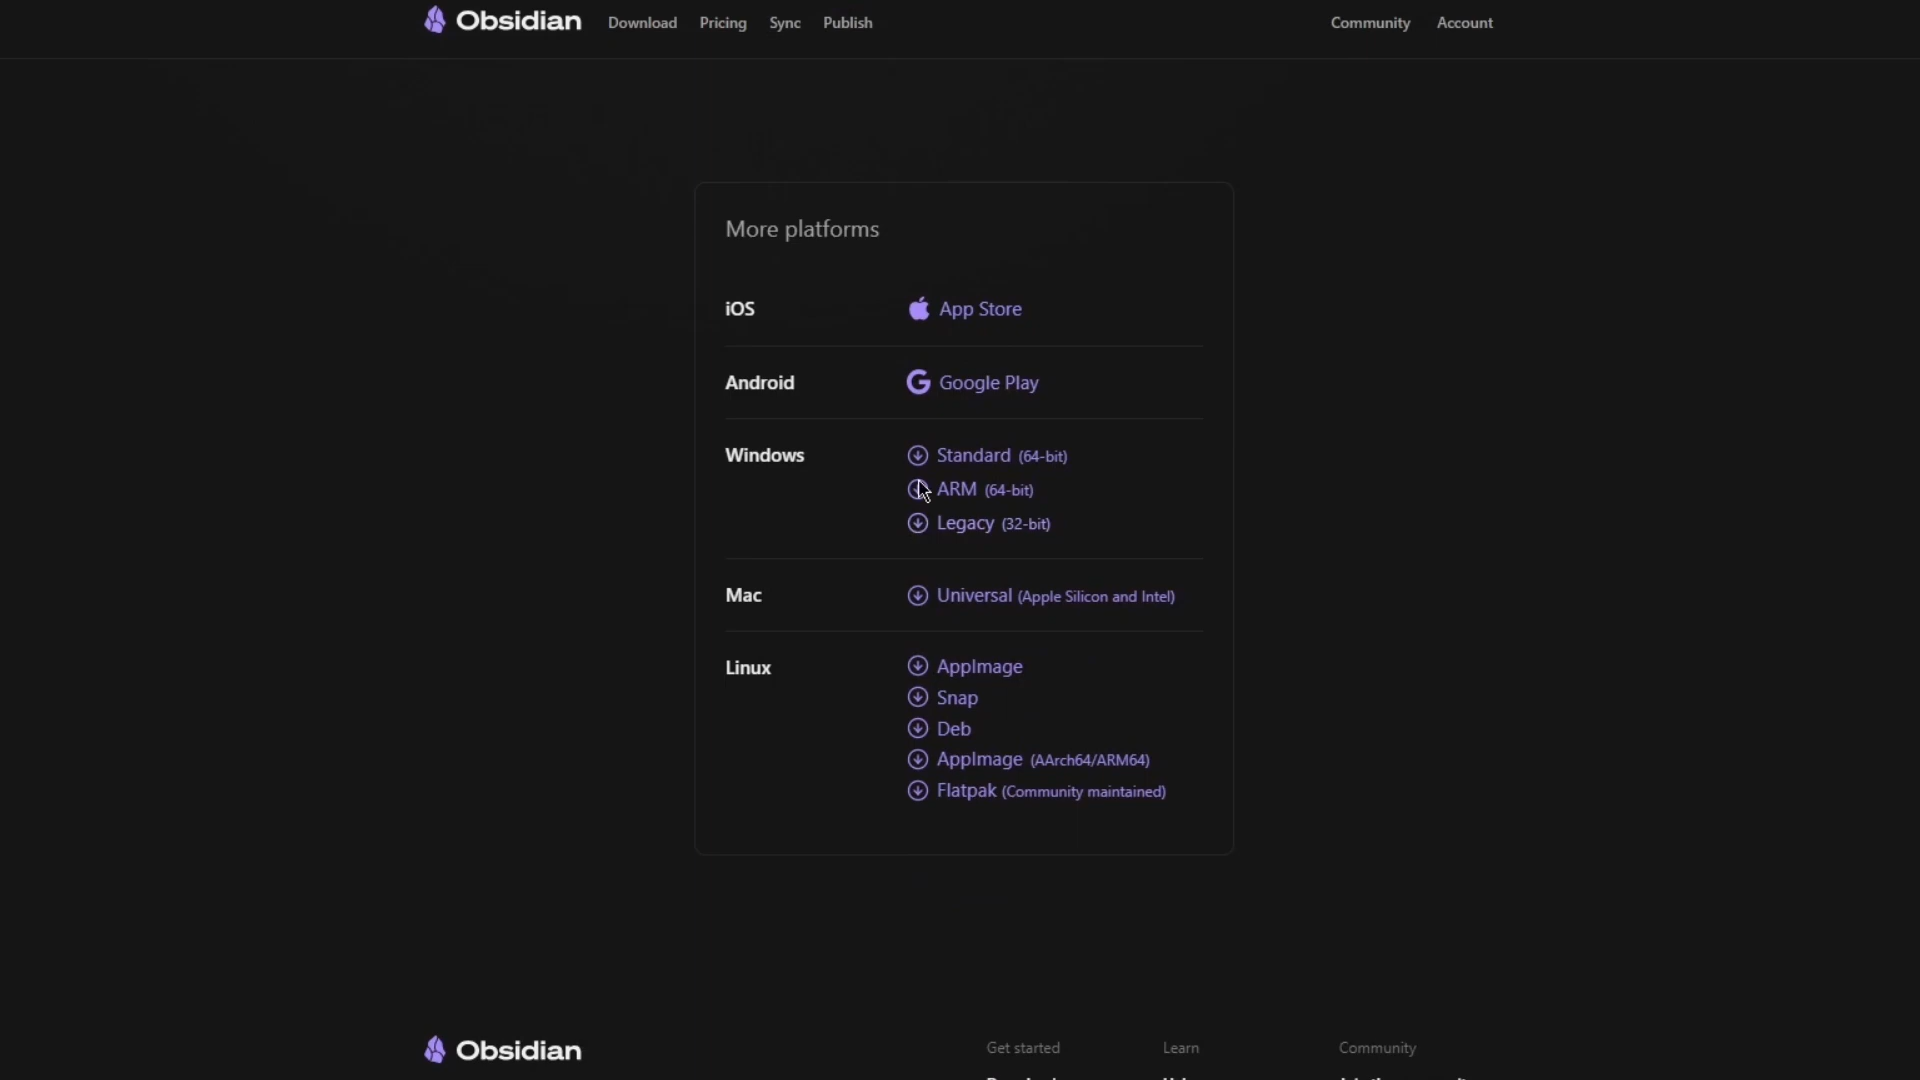 Obsidian Download Pricing Sync Publish Community Account
More platforms
iOS App Store
Android Google Play
Windows Standard (64-bit)
ARM (64-bit)
Legacy (32-bit)
Mac Universal (Apple Silicon and Intel)
Linux AppImage
Snap
Deb
AppImage (AArch64/ARM64)
Flatpak (Community maintained)
Obsidian Get started Learn Community